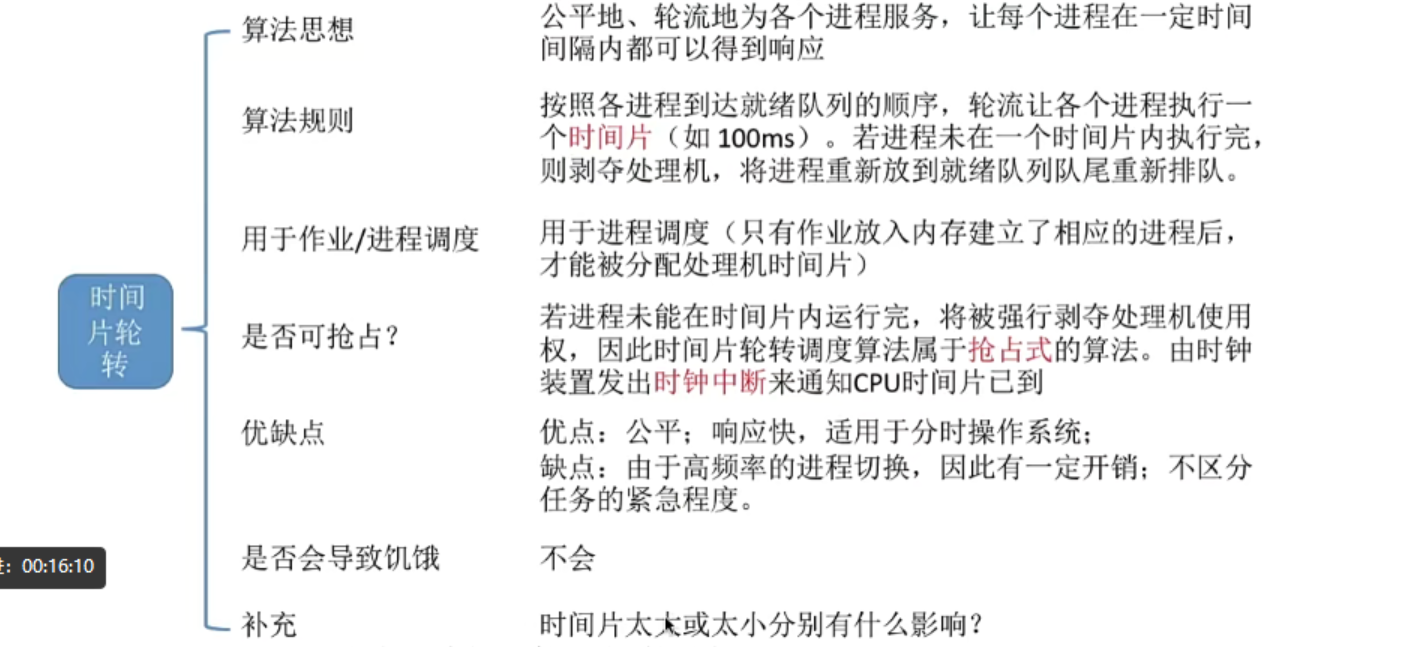 算法思想
公平地、轮流地为各个进程服务，让每个进程在一定时间
间隔内都可以得到响应
算法规则
按照各进程到达就绪队列的顺序，轮流让各个进程执行一
个时间片（如 100ms）。若进程未在一个时间片内执行完，
则剥夺处理机，将进程重新放到就绪队列队尾重新排队。
用于作业/进程调度
用于进程调度（只有作业放入内存建立了相应的进程后，
才能被分配处理机时间片）
时间
片轮
转
是否可抢占？
若进程未能在时间片内运行完，将被强行剥夺处理机使用
权，因此时间片轮转调度算法属于抢占式的算法。由时钟
装置发出时钟中断来通知CPU时间片已到
优缺点
优点：公平；响应快，适用于分时操作系统；
缺点：由于高频率的进程切换，因此有一定开销；不区分
任务的紧急程度。
是否会导致饥饿
不会
：00:16:10
补充
时间片太大或太小分别有什么影响？